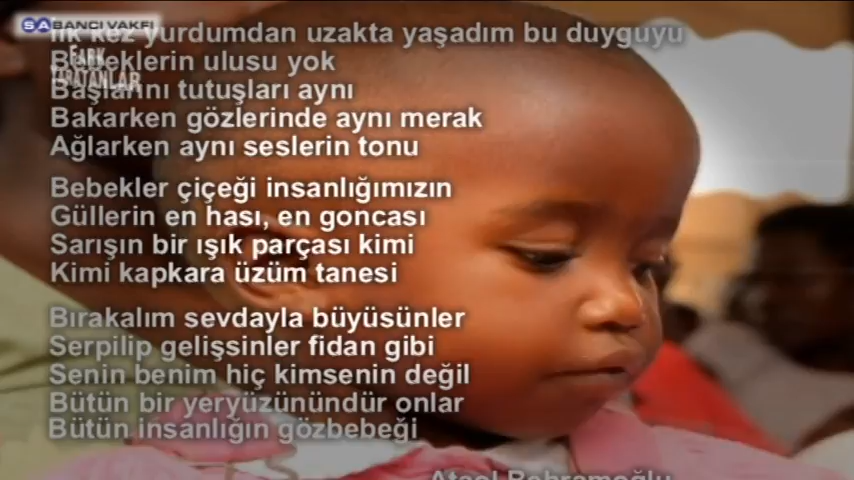 SABANCI VAKFI
FARK
YARATANLAR
İlk kez yurdumdan uzakta yaşadım bu duyguyu
Bebeklerin ulusu yok
Başlarını tutuşları aynı
Bakarken gözlerinde aynı merak
Ağlarken aynı seslerin tonu
Bebekler çiçeği insanlığımızın
Güllerin en hası, en goncası
Sarışın bir ışık parçası kimi
Kimi kapkara üzüm tanesi
Bırakalım sevdayla büyüsünler
Serpilip gelişsinler fidan gibi
Senin benim hiç kimsenin değil
Bütün bir yeryüzünündür onlar
Bütün insanlığın gözbebeği
Ataol Behramoğlu